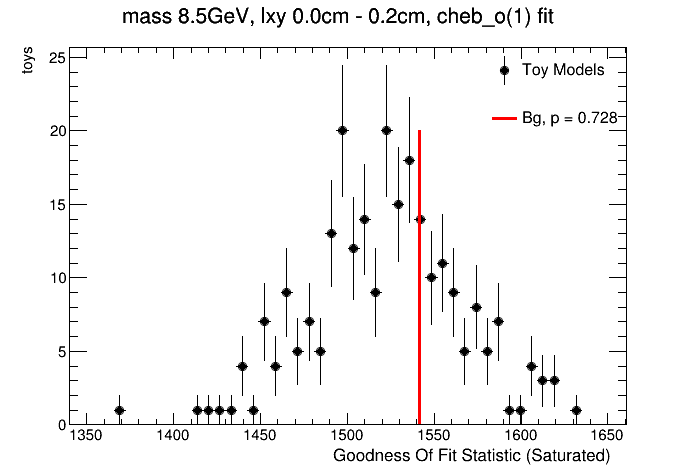 mass 8.5GeV, lxy 0.0cm - 0.2cm, cheb_o(1) fit
toys
25
20
15
10
5
0
Toy Models
Bg, p = 0.728
1350 1400 1450 1500 1550 1600 1650
Goodness Of Fit Statistic (Saturated)